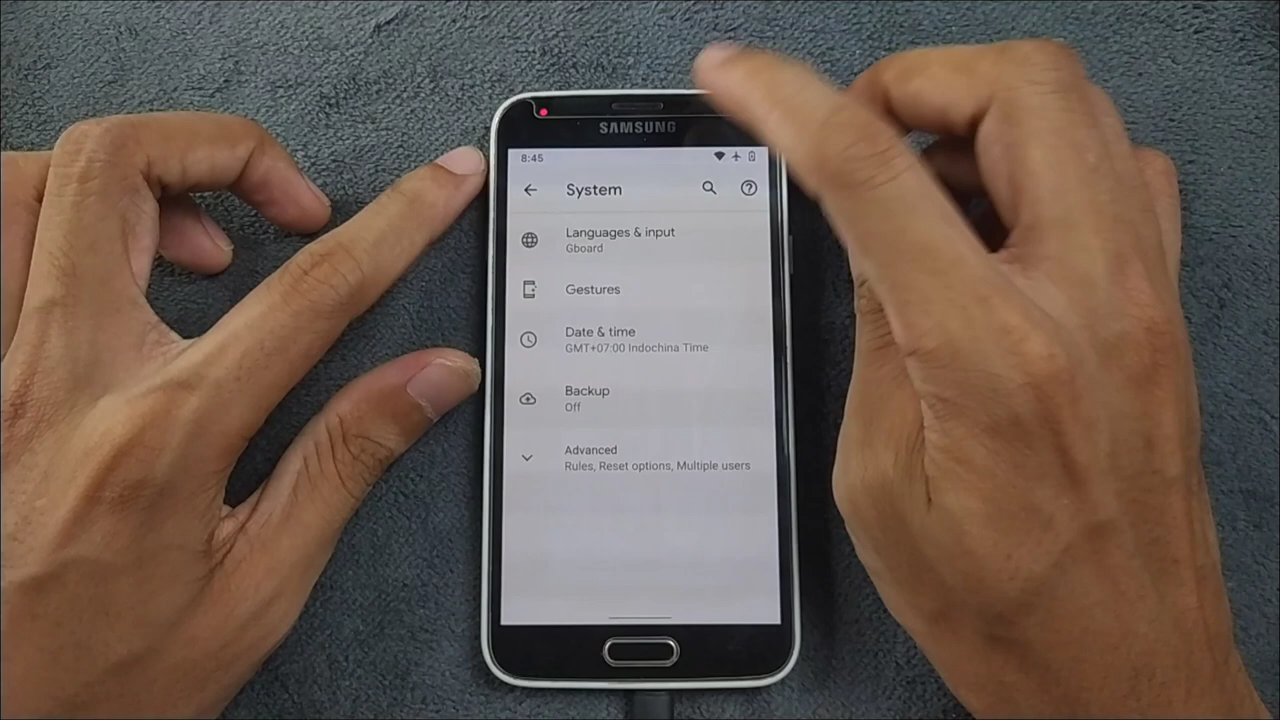 SAMSUNG
8:45
System
Languages & input
Gboard
Gestures
Date & time
GMT+07:00 Indochina Time
Backup
Off
Advanced
Rules, Reset options, Multiple users